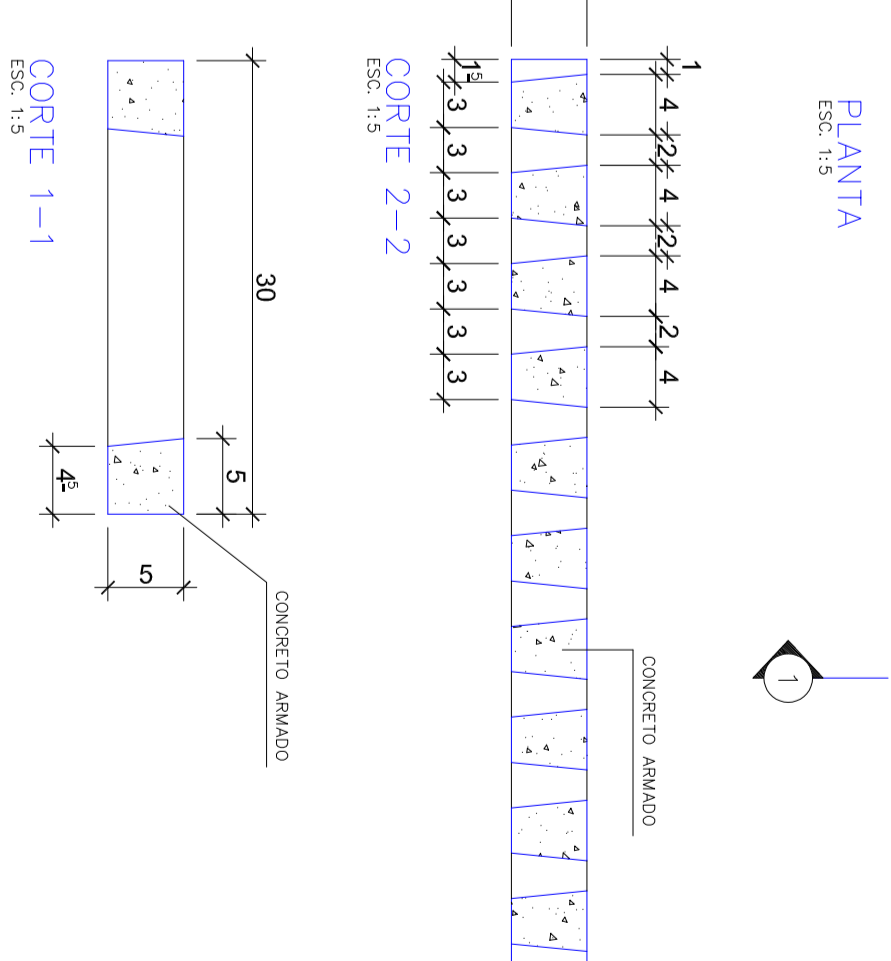 PLANTA
ESC. 1:5
1
1 4 2 4 2 4 2 4
CONCRETO ARMADO
1⁵ 3 3 3 3 3 3 3
CORTE 2-2
ESC. 1:5
30
CONCRETO ARMADO
5
5
4⁵
CORTE 1-1
ESC. 1:5